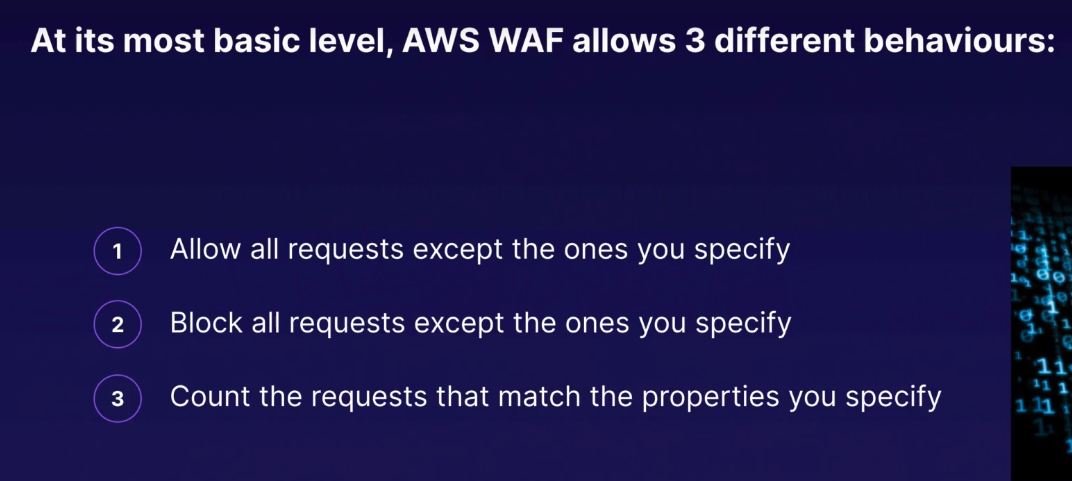 At its most basic level, AWS WAF allows 3 different behaviours:
1 Allow all requests except the ones you specify
2 Block all requests except the ones you specify
3 Count the requests that match the properties you specify